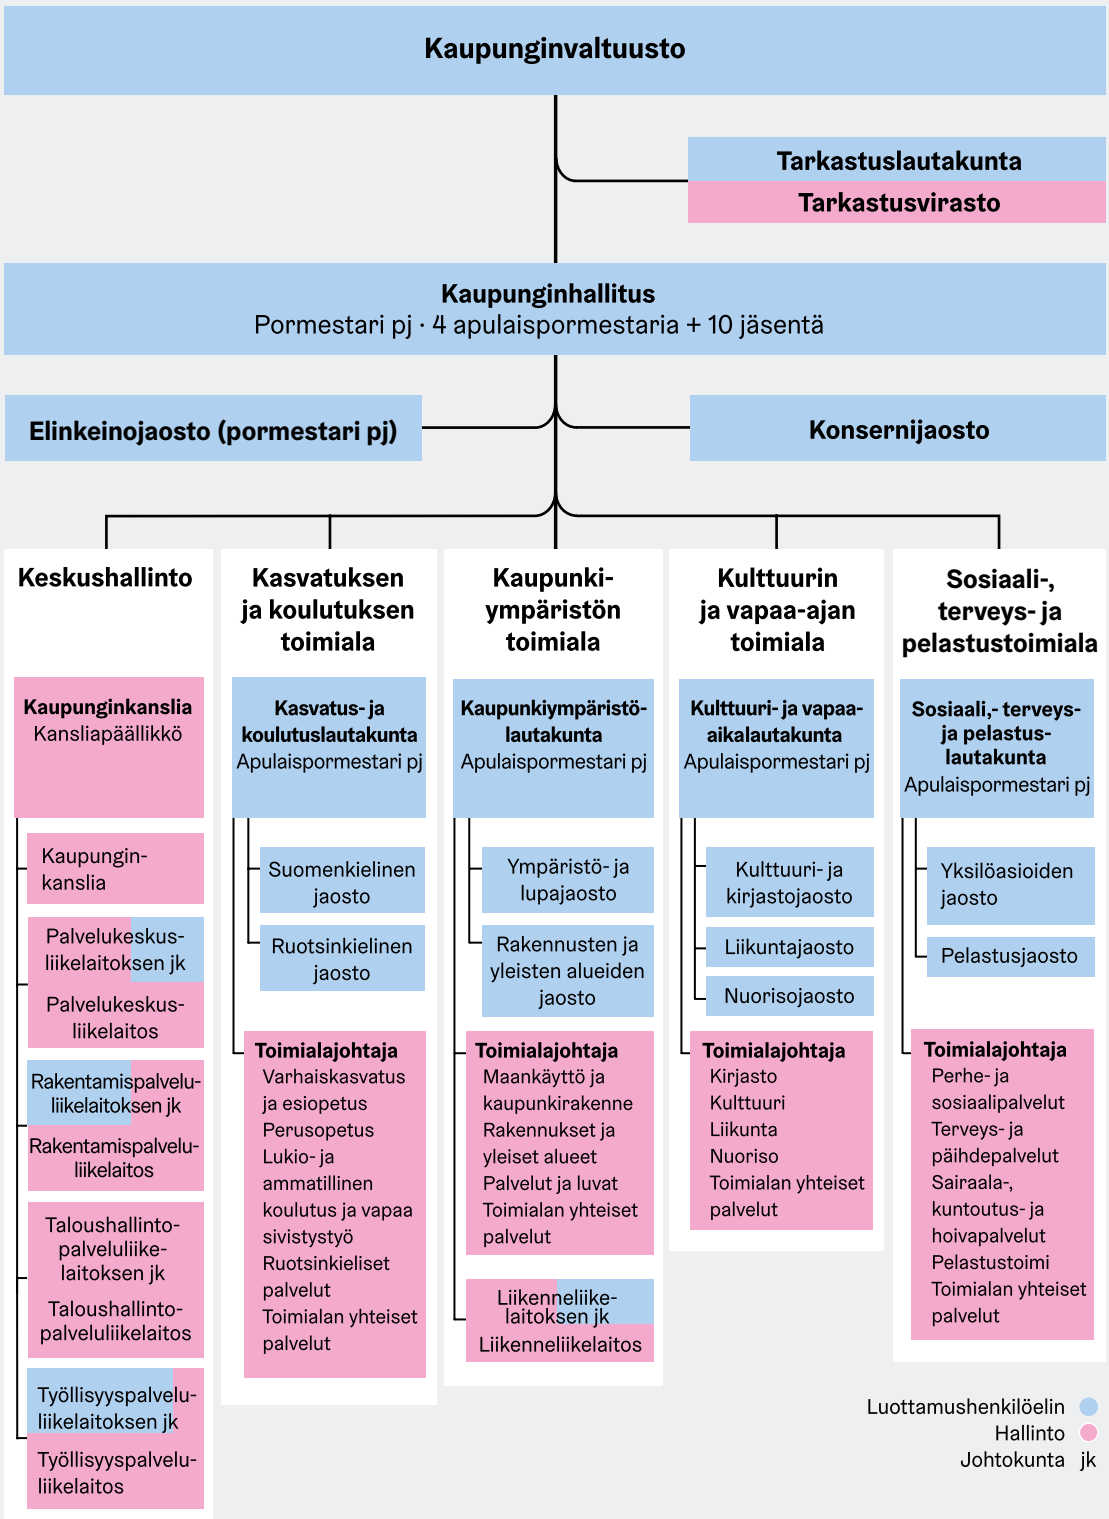 Kaupunginvaltuusto
Tarkastuslautakunta
Tarkastusvirasto
Kaupunginhallitus
Pormestari pj · 4 apulaispormestaria + 10 jäsentä
Elinkeinojaosto (pormestari pj)
Konsernijaosto
Keskushallinto
Kaupunginkanslia
Kansliapäällikkö
Kaupungin-
kanslia
Palvelukeskus-
liikelaitoksen jk
Palvelukeskus-
liikelaitos
Rakentamispalvelu-
liikelaitoksen jk
Rakentamispalvelu-
liikelaitos
Taloushallinto-
palveluliike-
laitoksen jk
Taloushallinto-
palveluliikelaitos
Työllisyyspalvelu-
liikelaitoksen jk
Työllisyyspalvelu-
liikelaitos
Kasvatuksen
ja koulutuksen
toimiala
Kasvatus- ja
koulutuslautakunta
Apulaispormestari pj
Suomenkielinen
jaosto
Ruotsinkielinen
jaosto
Toimialajohtaja
Varhaiskasvatus
ja esiopetus
Perusopetus
Lukio- ja
ammatillinen
koulutus ja vapaa
sivistystyö
Ruotsinkieliset
palvelut
Toimialan yhteiset
palvelut
Kaupunki-
ympäristön
toimiala
Kaupunkiympäristö-
lautakunta
Apulaispormestari pj
Ympäristö- ja
lupajaosto
Rakennusten ja
yleisten alueiden
jaosto
Toimialajohtaja
Maankäyttö ja
kaupunkirakenne
Rakennukset ja
yleiset alueet
Palvelut ja luvat
Toimialan yhteiset
palvelut
Liikenneliike-
laitoksen jk
Liikenneliikelaitos
Kulttuurin
ja vapaa-ajan
toimiala
Kulttuuri- ja vapaa-
aikalautakunta
Apulaispormestari pj
Kulttuuri- ja
kirjastojaosto
Liikuntajaosto
Nuorisojaosto
Toimialajohtaja
Kirjasto
Kulttuuri
Liikunta
Nuoriso
Toimialan yhteiset
palvelut
Sosiaali-,
terveys- ja
pelastustoimiala
Sosiaali,- terveys-
ja pelastus-
lautakunta
Apulaispormestari pj
Yksilöasioiden
jaosto
Pelastusjaosto
Toimialajohtaja
Perhe- ja
sosiaalipalvelut
Terveys- ja
päihdepalvelut
Sairaala-,
kuntoutus- ja
hoivapalvelut
Pelastustoimi
Toimialan yhteiset
palvelut
Luottamushenkilöelin
Hallinto
Johtokunta jk